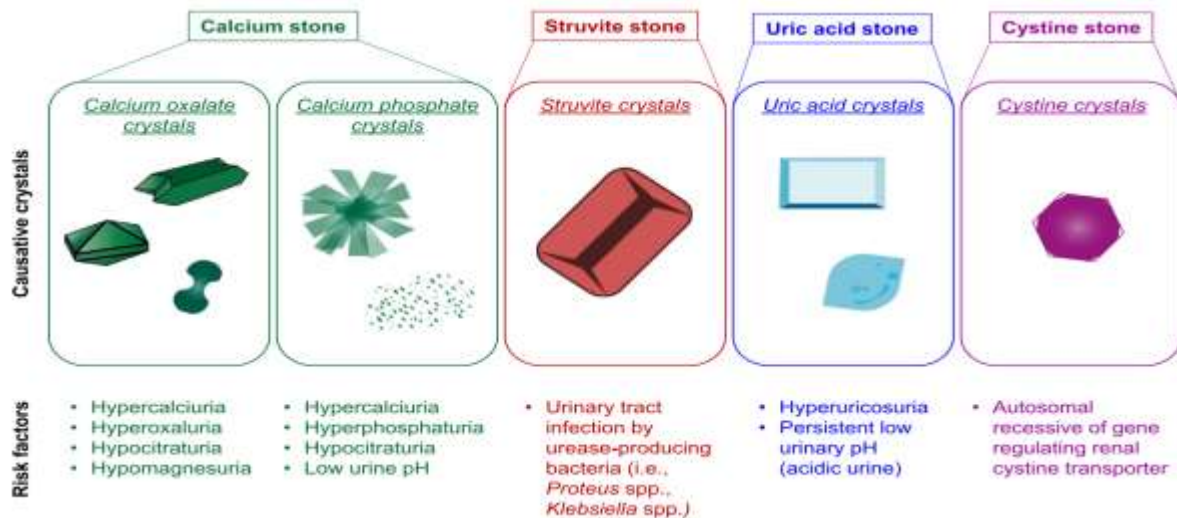 Calcium stone
Struvite stone
Uric acid stone
Cystine stone
Causative crystals
Calcium oxalate
crystals
Calcium phosphate
crystals
Struvite crystals
Uric acid crystals
Cystine crystals
Risk factors
• Hypercalciuria
• Hyperoxaluria
• Hypocitraturia
• Hypomagnesuria
• Hypercalciuria
• Hyperphosphaturia
• Hypocitraturia
• Low urine pH
• Urinary tract
infection by
urease-producing
bacteria (i.e.,
Proteus spp.,
Klebsiella spp.)
• Hyperuricosuria
• Persistent low
urinary pH
(acidic urine)
• Autosomal
recessive of gene
regulating renal
cystine transporter